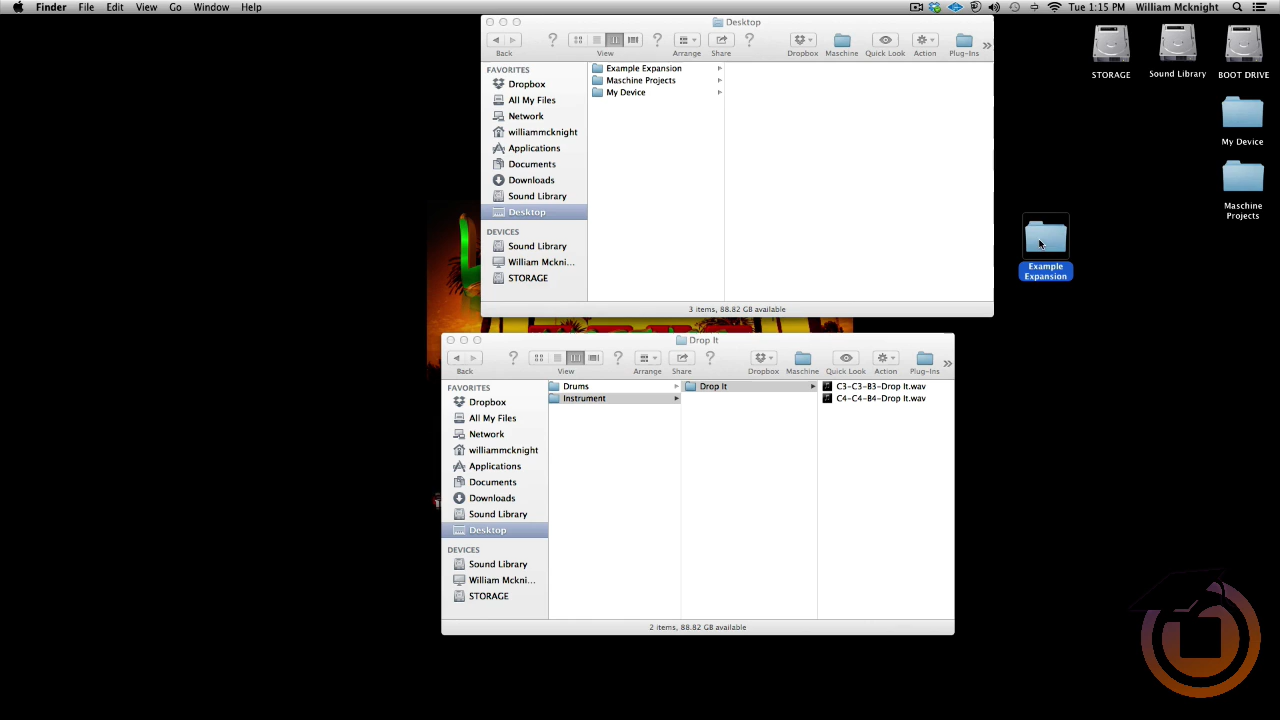 Finder File Edit View Go Window Help
Tue 1:15 PM William Mcknight
Desktop
Back View Arrange Share Dropbox Maschine Quick Look Action Plug-Ins
FAVORITES
Dropbox
All My Files
Network
williammcknight
Applications
Documents
Downloads
Sound Library
Desktop
DEVICES
Sound Library
William Mckni...
STORAGE
Example Expansion
Maschine Projects
My Device
3 items, 88.82 GB available
STORAGE
Sound Library
BOOT DRIVE
My Device
Maschine
Projects
Example
Expansion
Drop It
Back View Arrange Share Dropbox Maschine Quick Look Action Plug-Ins
FAVORITES
Dropbox
All My Files
Network
williammcknight
Applications
Documents
Downloads
Sound Library
Desktop
DEVICES
Sound Library
William Mckni...
STORAGE
Drums
Instrument
Drop It
C3-C3-B3-Drop It.wav
C4-C4-B4-Drop It.wav
2 items, 88.82 GB available